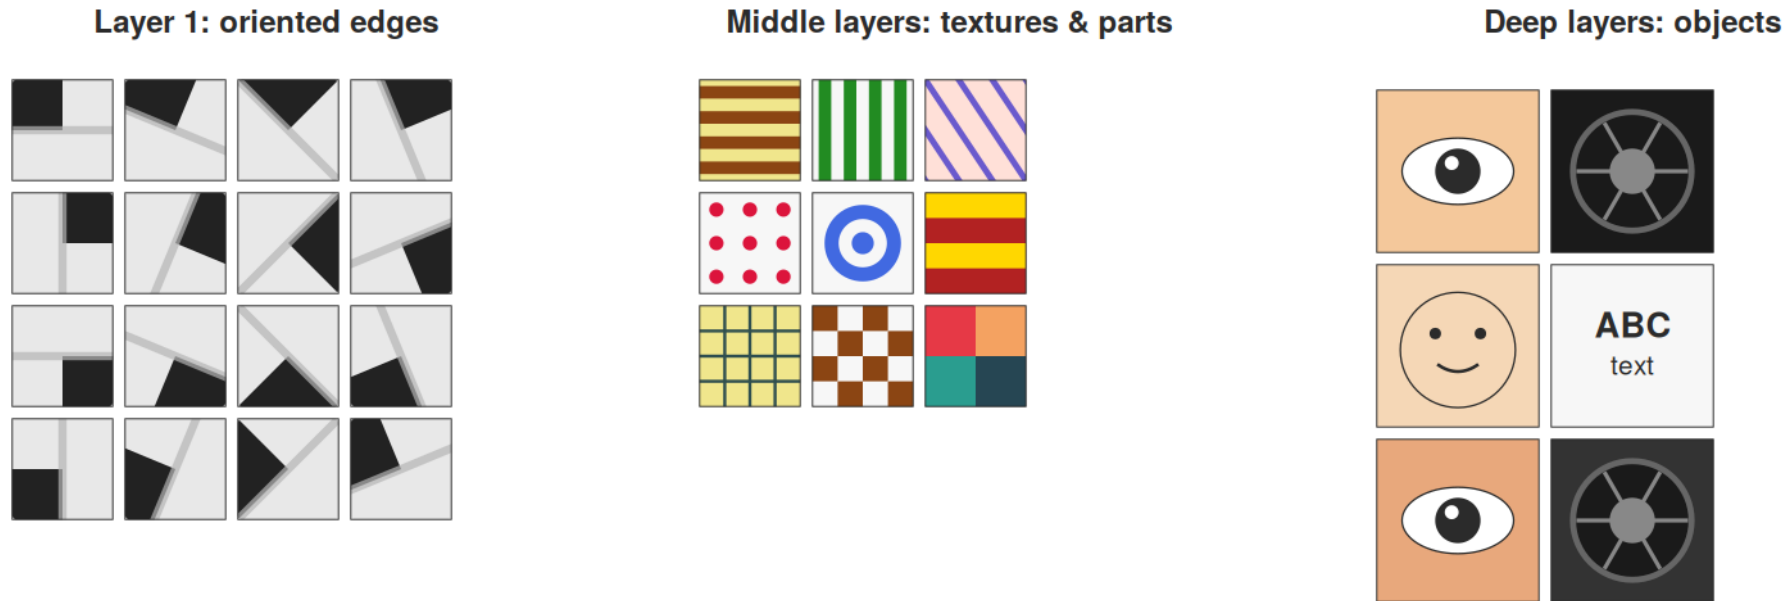 Layer 1: oriented edges
Middle layers: textures & parts
Deep layers: objects
ABC
text